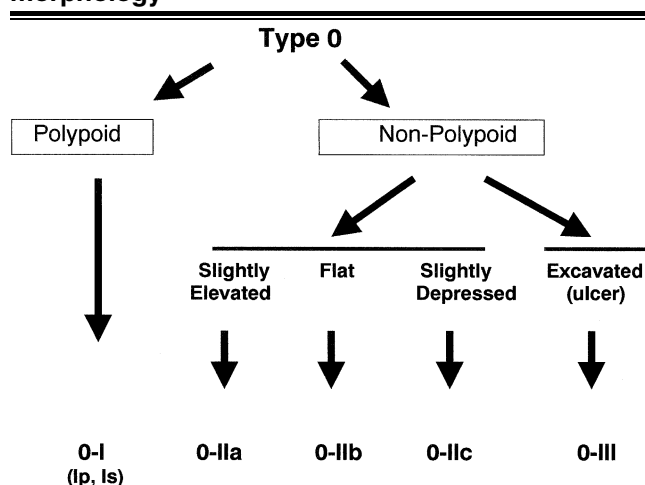 Morphology
Type 0
Polypoid
Non-Polypoid
Slightly Elevated
Flat
Slightly Depressed
Excavated (ulcer)
0-I
(Ip, Is)
0-IIa
0-IIb
0-IIc
0-III